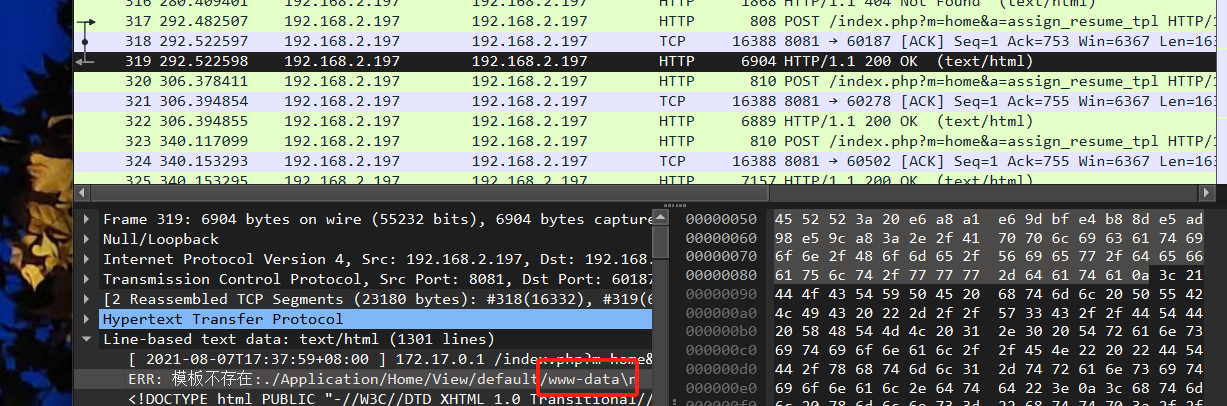 316 280.409401 192.168.2.197 192.168.2.197 HTTP 1868 HTTP/1.1 404 Not Found (text/html)
317 292.482507 192.168.2.197 192.168.2.197 HTTP 808 POST /index.php?m=home&a=assign_resume_tpl HTTP/1
318 292.522597 192.168.2.197 192.168.2.197 TCP 16388 8081 → 60187 [ACK] Seq=1 Ack=753 Win=6367 Len=163
319 292.522598 192.168.2.197 192.168.2.197 HTTP 6904 HTTP/1.1 200 OK (text/html)
320 306.378411 192.168.2.197 192.168.2.197 HTTP 810 POST /index.php?m=home&a=assign_resume_tpl HTTP/1
321 306.394854 192.168.2.197 192.168.2.197 TCP 16388 8081 → 60278 [ACK] Seq=1 Ack=755 Win=6367 Len=163
322 306.394855 192.168.2.197 192.168.2.197 HTTP 6889 HTTP/1.1 200 OK (text/html)
323 340.117099 192.168.2.197 192.168.2.197 HTTP 810 POST /index.php?m=home&a=assign_resume_tpl HTTP/1
324 340.153293 192.168.2.197 192.168.2.197 TCP 16388 8081 → 60502 [ACK] Seq=1 Ack=755 Win=6367 Len=163
325 340.153295 192.168.2.197 192.168.2.197 HTTP 7157 HTTP/1.1 200 OK (text/html)
Frame 319: 6904 bytes on wire (55232 bits), 6904 bytes capture
Null/Loopback
Internet Protocol Version 4, Src: 192.168.2.197, Dst: 192.168.
Transmission Control Protocol, Src Port: 8081, Dst Port: 60187
[2 Reassembled TCP Segments (23180 bytes): #318(16332), #319(6
Hypertext Transfer Protocol
Line-based text data: text/html (1301 lines)
[ 2021-08-07T17:37:59+08:00 ] 172.17.0.1 /index.php?m=home&
ERR: 模板不存在:./Application/Home/View/default/www-data\n
<!DOCTYPE html PUBLIC "-//W3C//DTD XHTML 1.0 Transitional//
00000050 45 52 52 3a 20 e6 a8 a1 e6 9d bf e4 b8 8d e5 ad
00000060 98 e5 9c a8 3a 2e 2f 41 70 70 6c 69 63 61 74 69
00000070 6f 6e 2f 48 6f 6d 65 2f 56 69 65 77 2f 64 65 66
00000080 61 75 6c 74 2f 77 77 77 2d 64 61 74 61 0a 3c 21
00000090 44 4f 43 54 59 50 45 20 68 74 6d 6c 20 50 55 42
000000a0 4c 49 43 20 22 2d 2f 2f 57 33 43 2f 2f 44 54 44
000000b0 20 58 48 54 4d 4c 20 31 2e 30 20 54 72 61 6e 73
000000c0 69 74 69 6f 6e 61 6c 2f 2f 45 4e 22 20 22 44 54
000000d0 44 2f 78 68 74 6d 6c 31 2d 74 72 61 6e 73 69 74
000000e0 69 6f 6e 61 6c 2e 64 74 64 22 3e 0a 3c 68 74 6d